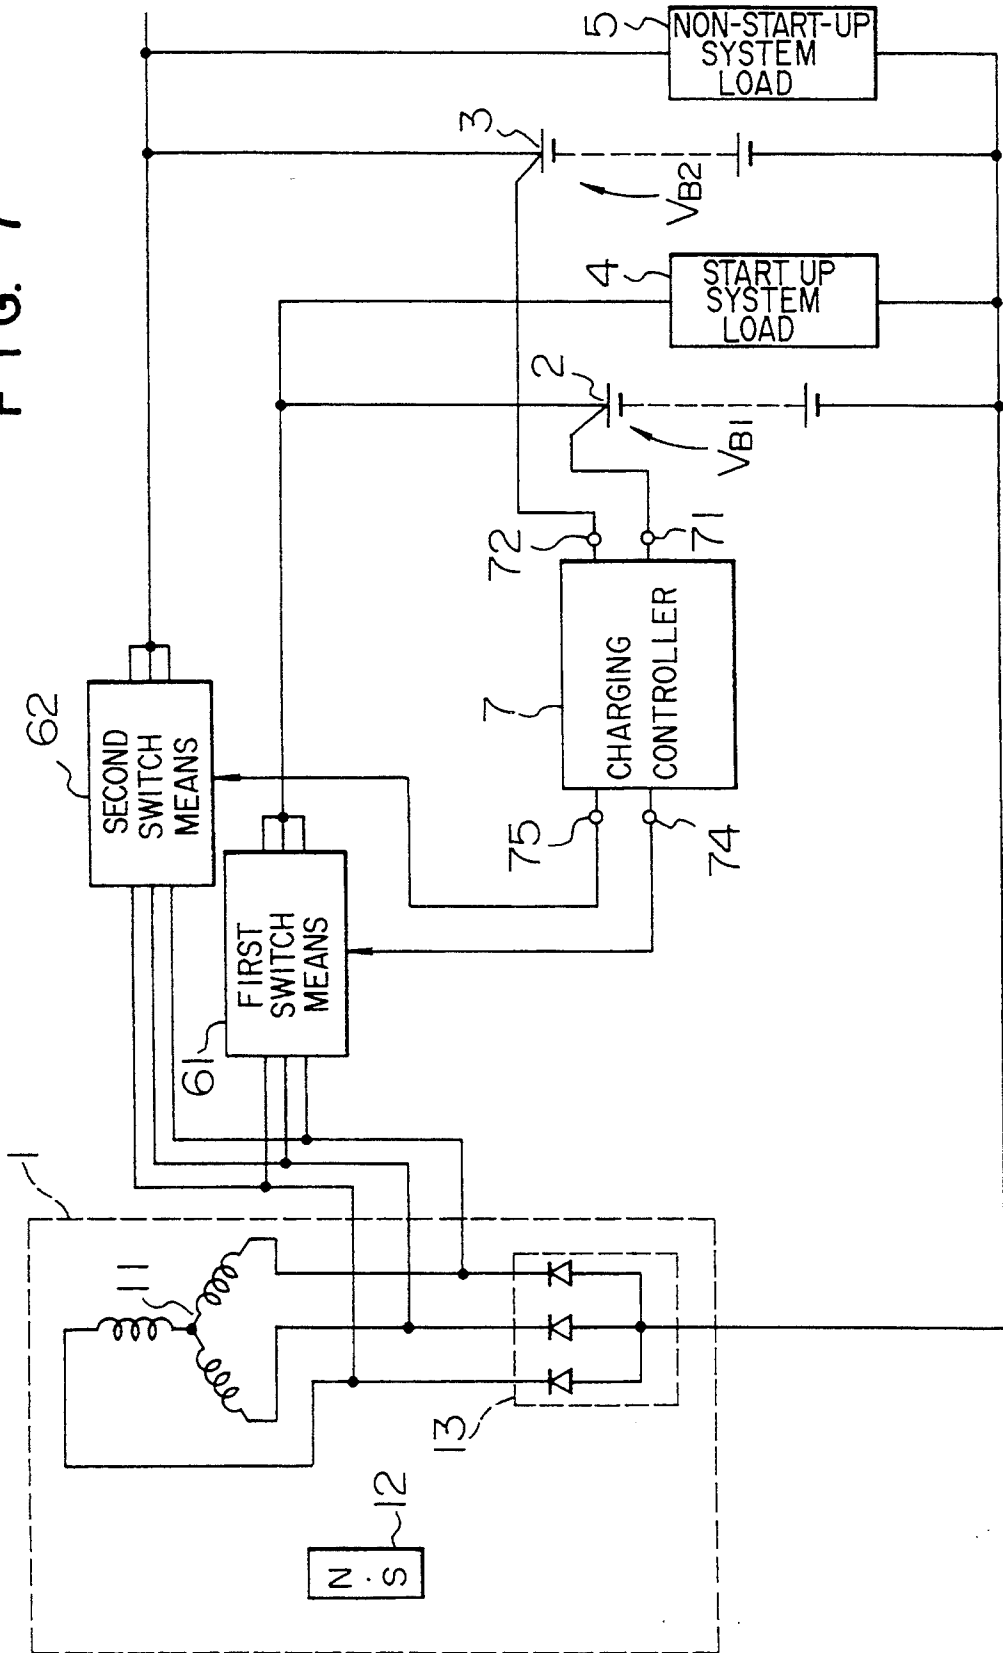 FIG. 7
1
11
12
N · S
13
62
SECOND
SWITCH
MEANS
61
FIRST
SWITCH
MEANS
7
CHARGING
CONTROLLER
75
74
72
71
2
VB1
3
VB2
4
START UP
SYSTEM
LOAD
5
NON-START-UP
SYSTEM
LOAD